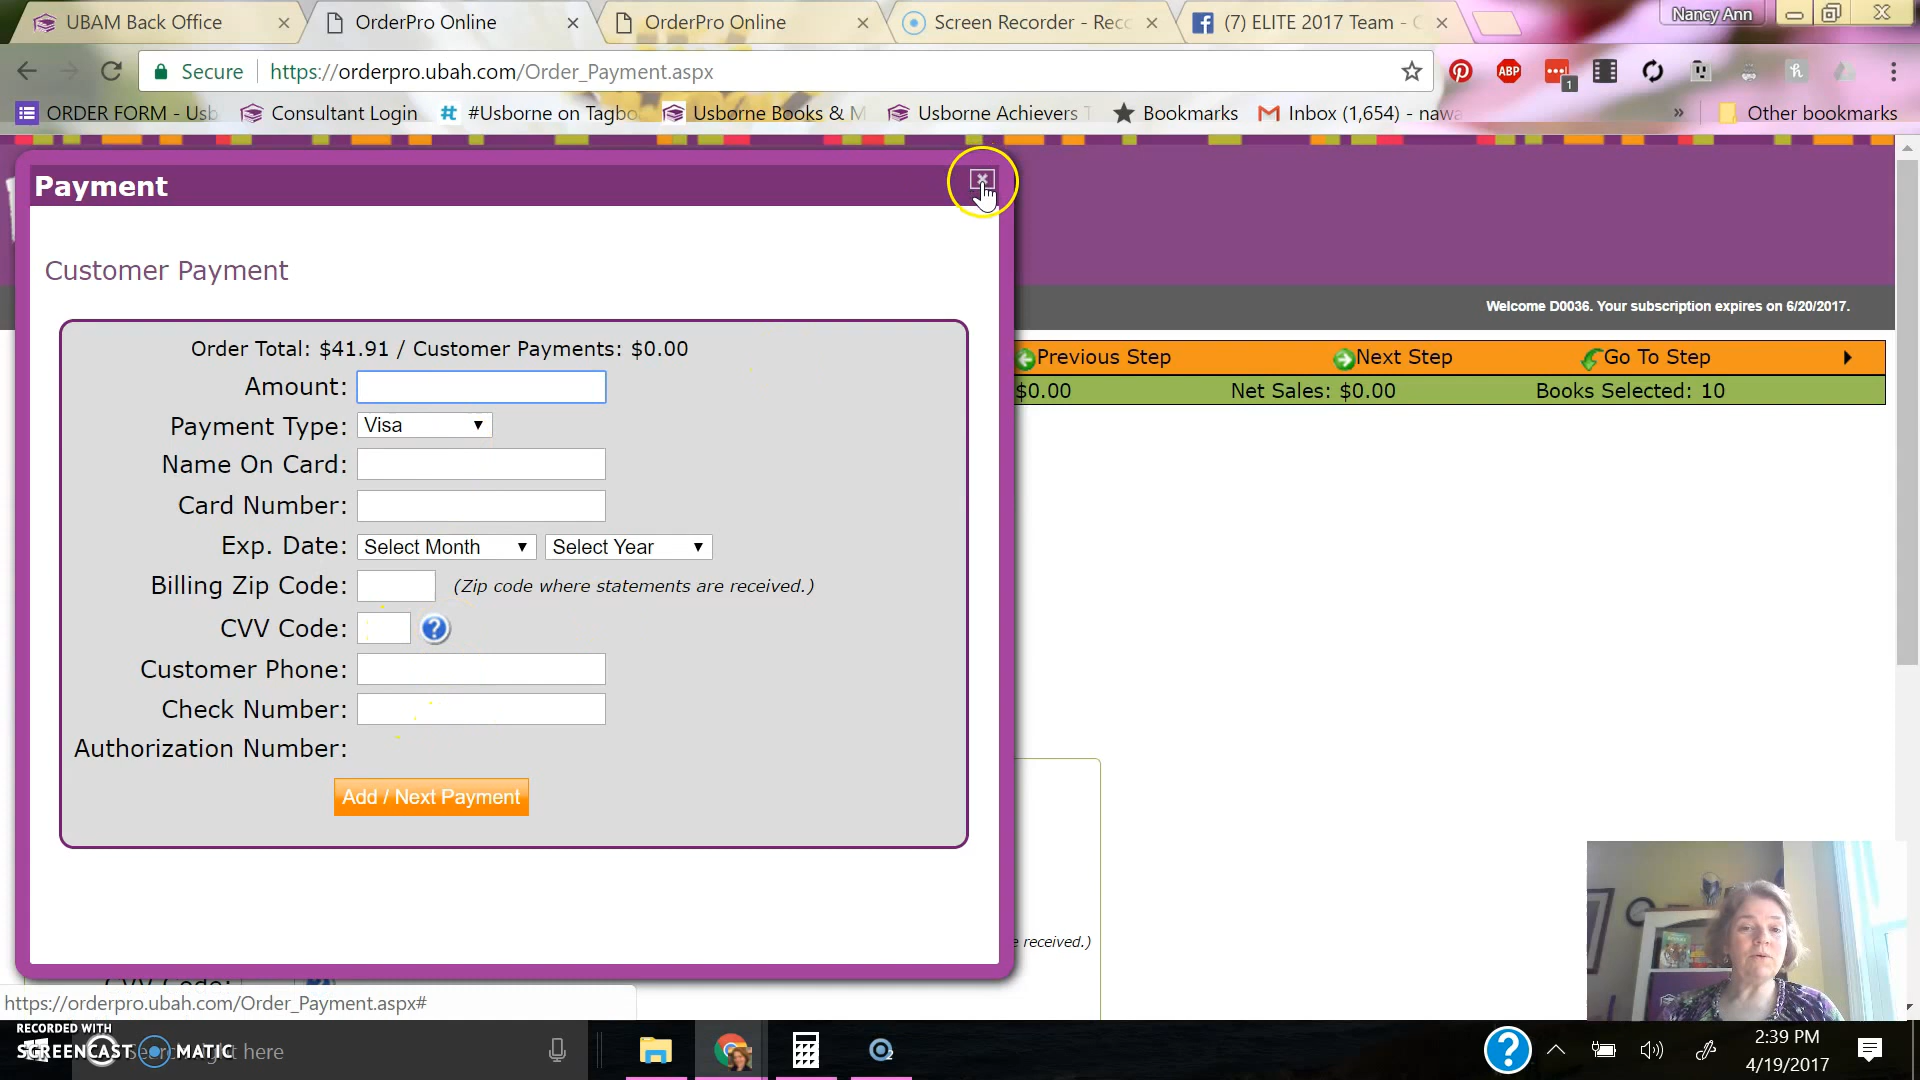 UBAM Back Office
OrderPro Online
OrderPro Online
Screen Recorder - Reco
(7) ELITE 2017 Team - C
Nancy Ann
Secure
https://orderpro.ubah.com/Order_Payment.aspx
ABP
1
ORDER FORM - Usb
Consultant Login
#Usborne on Tagbo
Usborne Books & M
Usborne Achievers T
Bookmarks
Inbox (1,654) - nawa
»
Other bookmarks
Payment
Customer Payment
Welcome D0036. Your subscription expires on 6/20/2017.
Previous Step
Next Step
Go To Step
$0.00
Net Sales: $0.00
Books Selected: 10
Order Total: $41.91 / Customer Payments: $0.00
Amount:
Payment Type: Visa
Name On Card:
Card Number:
Exp. Date: Select Month Select Year
Billing Zip Code: (Zip code where statements are received.)
CVV Code: ?
Customer Phone:
Check Number:
Authorization Number:
Add / Next Payment
e received.)
CVV Code:
https://orderpro.ubah.com/Order_Payment.aspx#
RECORDED WITH
SCREENCAST MATIC
ht here
2:39 PM
4/19/2017